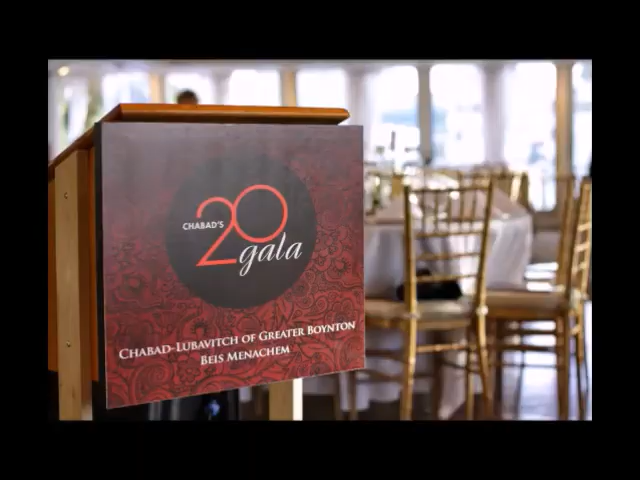 CHABAD'S
20
gala
CHABAD-LUBAVITCH OF GREATER BOYNTON
BEIS MENACHEM